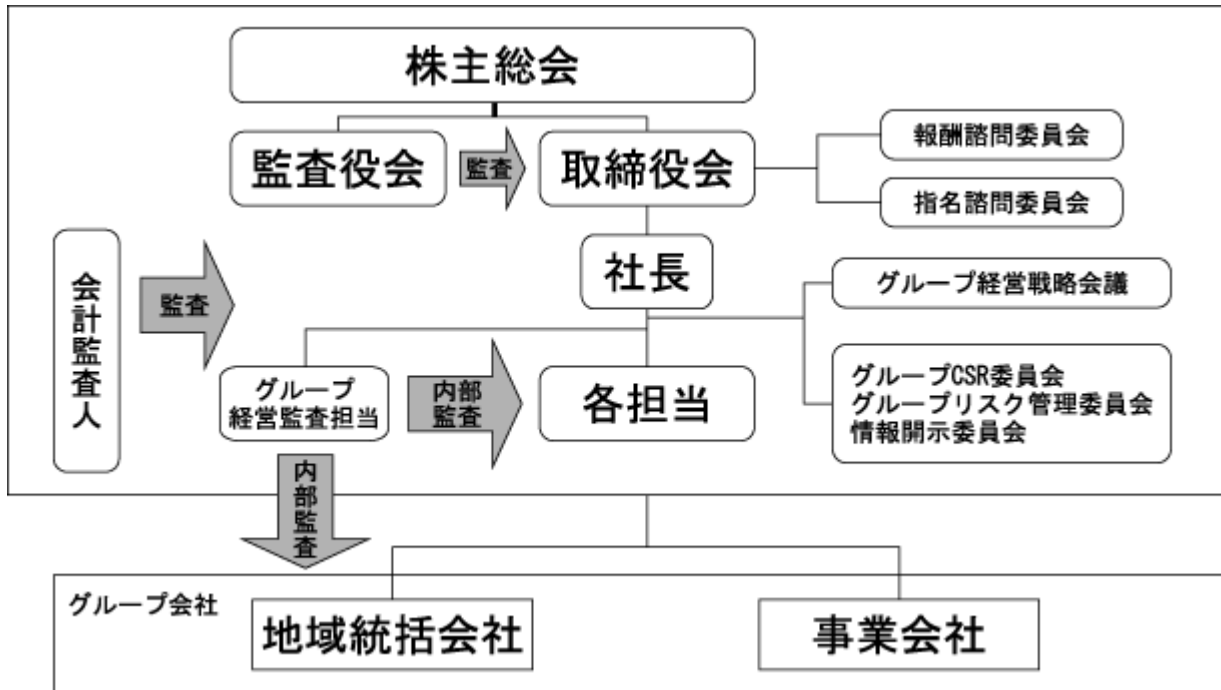 株主総会
監査役会
監査
取締役会
報酬諮問委員会
指名諮問委員会
社長
会計監査人
監査
グループ経営戦略会議
グループ
経営監査担当
内部
監査
各担当
グループCSR委員会
グループリスク管理委員会
情報開示委員会
内部監査
グループ会社
地域統括会社
事業会社